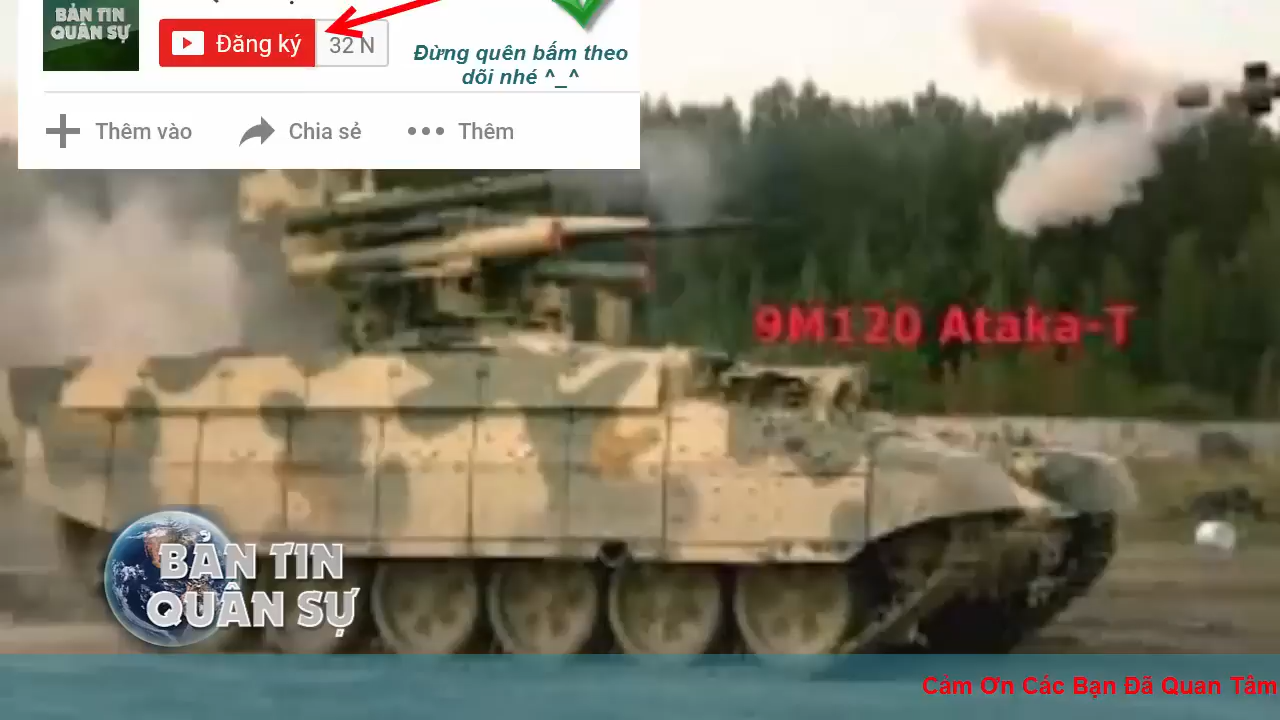 BẢN TIN
QUÂN SỰ
Đăng ký
32 N
Đừng quên bấm theo
dõi nhé ^_^
Thêm vào
Chia sẻ
Thêm
9M120 Ataka-T
BẢN TIN
QUÂN SỰ
Cám Ơn Các Bạn Đã Quan Tâm